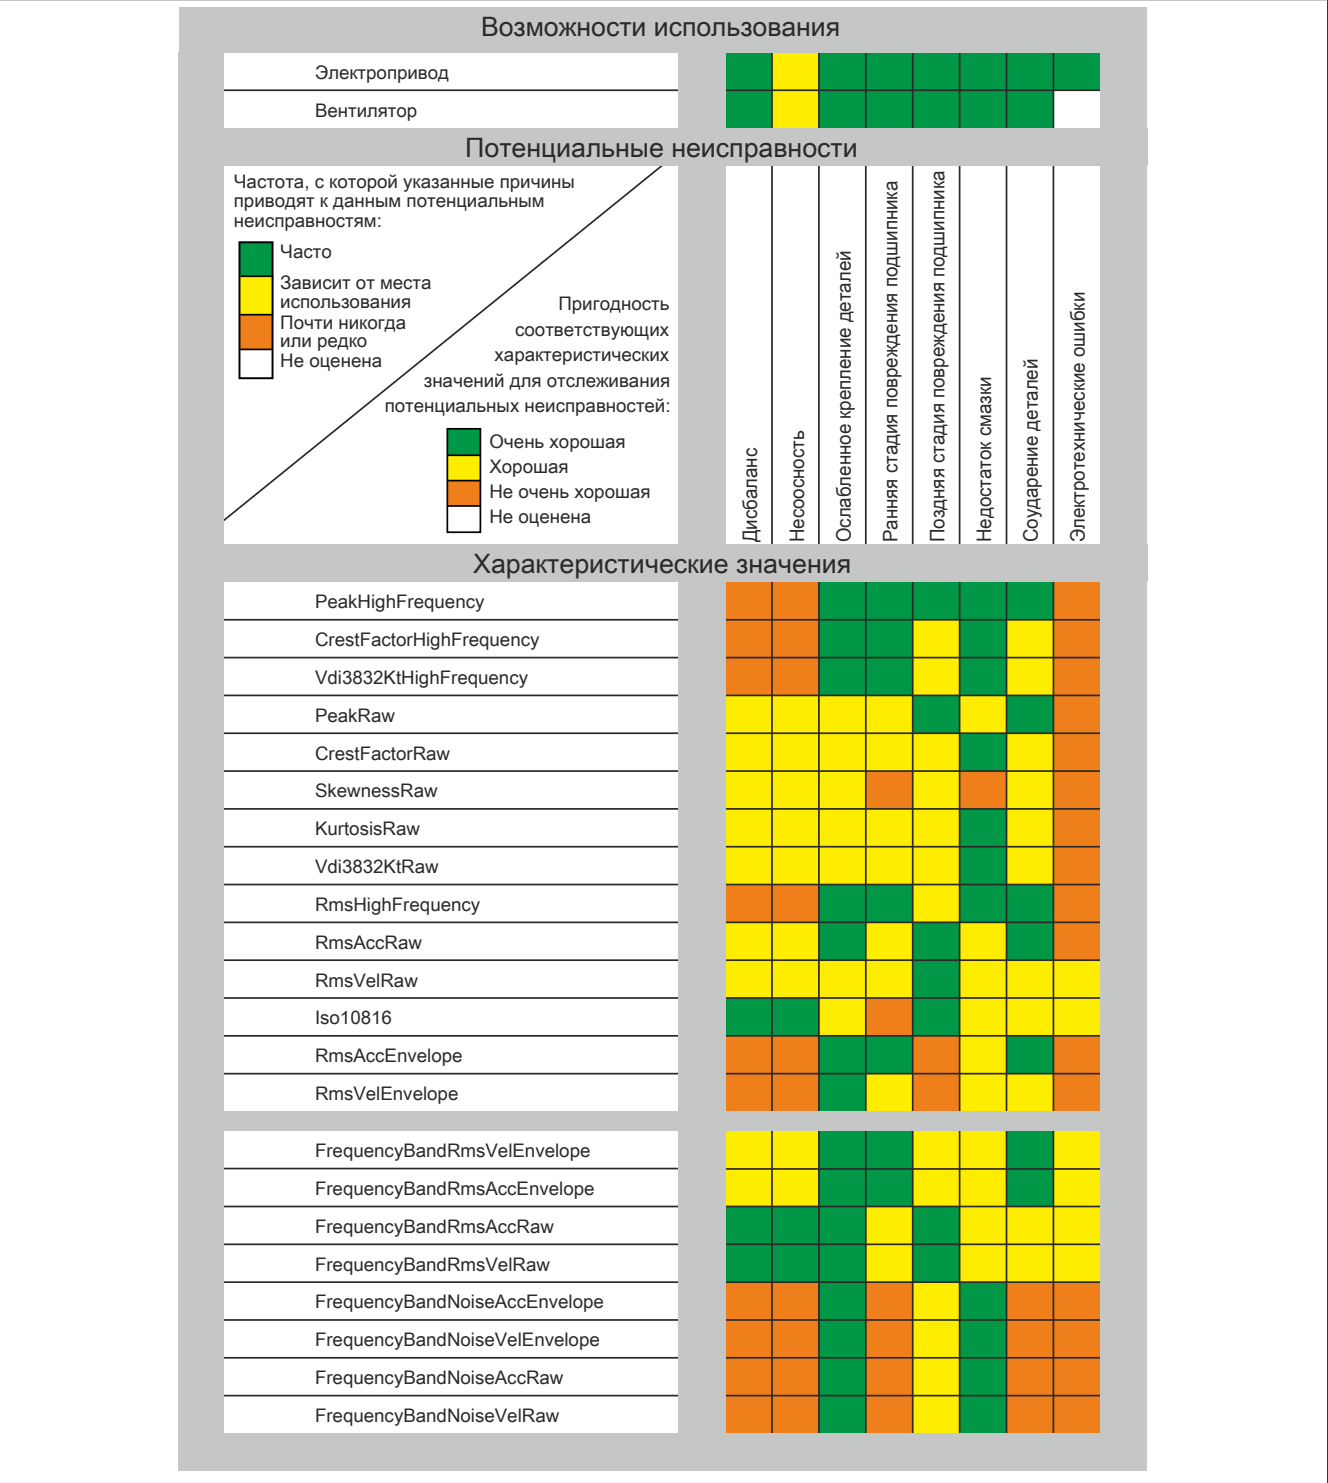 Возможности использования
Электропривод
Вентилятор
Потенциальные неисправности
Частота, с которой указанные причины
приводят к данным потенциальным
неисправностям:
Часто
Зависит от места
использования
Почти никогда
или редко
Не оценена
Пригодность
соответствующих
характеристических
значений для отслеживания
потенциальных неисправностей:
Очень хорошая
Хорошая
Не очень хорошая
Не оценена
Дисбаланс
Несоосность
Ослабленное крепление деталей
Ранняя стадия повреждения подшипника
Поздняя стадия повреждения подшипника
Недостаток смазки
Соударение деталей
Электротехнические ошибки
Характеристические значения
PeakHighFrequency
CrestFactorHighFrequency
Vdi3832KtHighFrequency
PeakRaw
CrestFactorRaw
SkewnessRaw
KurtosisRaw
Vdi3832KtRaw
RmsHighFrequency
RmsAccRaw
RmsVelRaw
Iso10816
RmsAccEnvelope
RmsVelEnvelope
FrequencyBandRmsVelEnvelope
FrequencyBandRmsAccEnvelope
FrequencyBandRmsAccRaw
FrequencyBandRmsVelRaw
FrequencyBandNoiseAccEnvelope
FrequencyBandNoiseVelEnvelope
FrequencyBandNoiseAccRaw
FrequencyBandNoiseVelRaw